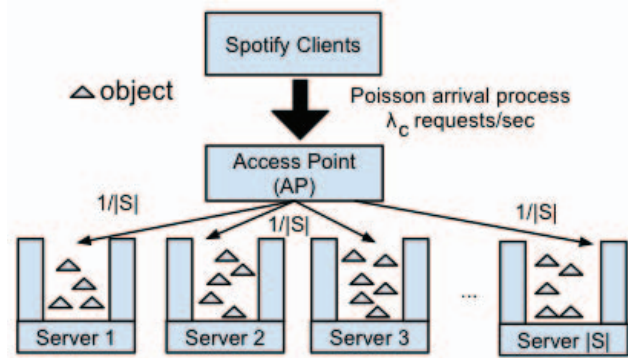 Spotify Clients
object
Poisson arrival process
λc requests/sec
Access Point
(AP)
1/|S|
1/|S|
1/|S|
...
Server 1
Server 2
Server 3
Server |S|